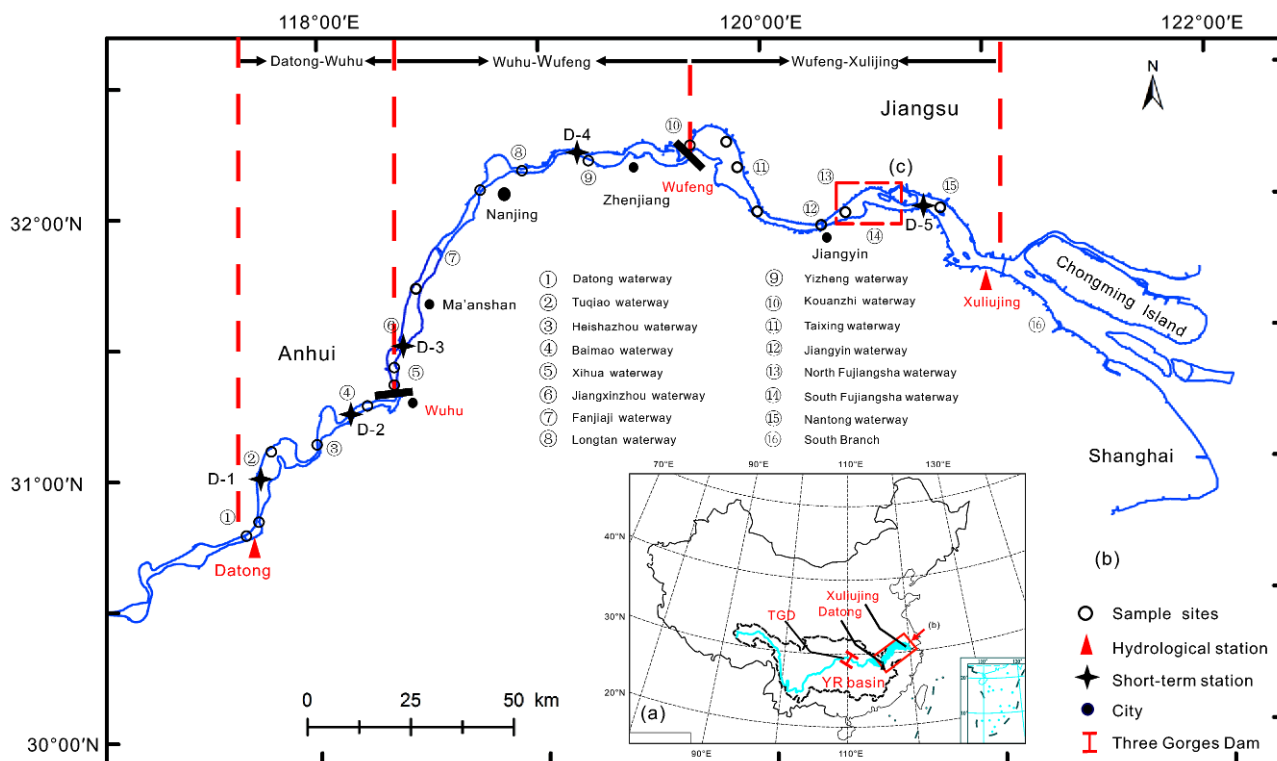 118°00'E
120°00'E
122°00'E
Datong-Wuhu
Wuhu-Wufeng
Wufeng-Xulijing
N
Jiangsu
D-4
⑩
⑧
⑨
⑪
⑬
(c)
⑮
Zhenjiang
Wufeng
Nanjing
32°00'N
⑫
D-5
⑭
Jiangyin
⑦
Ma'anshan
Xuliujing
Chongming Island
⑯
① Datong waterway
② Tuqiao waterway
③ Heishazhou waterway
④ Baimao waterway
⑤ Xihua waterway
⑥ Jiangxinzhou waterway
⑦ Fanjiaji waterway
⑧ Longtan waterway
⑨ Yizheng waterway
⑩ Kouanzhi waterway
⑪ Taixing waterway
⑫ Jiangyin waterway
⑬ North Fujiangsha waterway
⑭ South Fujiangsha waterway
⑮ Nantong waterway
⑯ South Branch
⑥
D-3
Anhui
⑤
④
Wuhu
D-2
③
②
Shanghai
31°00'N
D-1
①
Datong
70°E
90°E
110°E
130°E
40°N
30°N
20°N
Xuliujing
Datong
TGD
(b)
YR basin
(a)
90°E
110°E
(b)
Sample sites
Hydrological station
Short-term station
City
Three Gorges Dam
0 25 50 km
30°00'N